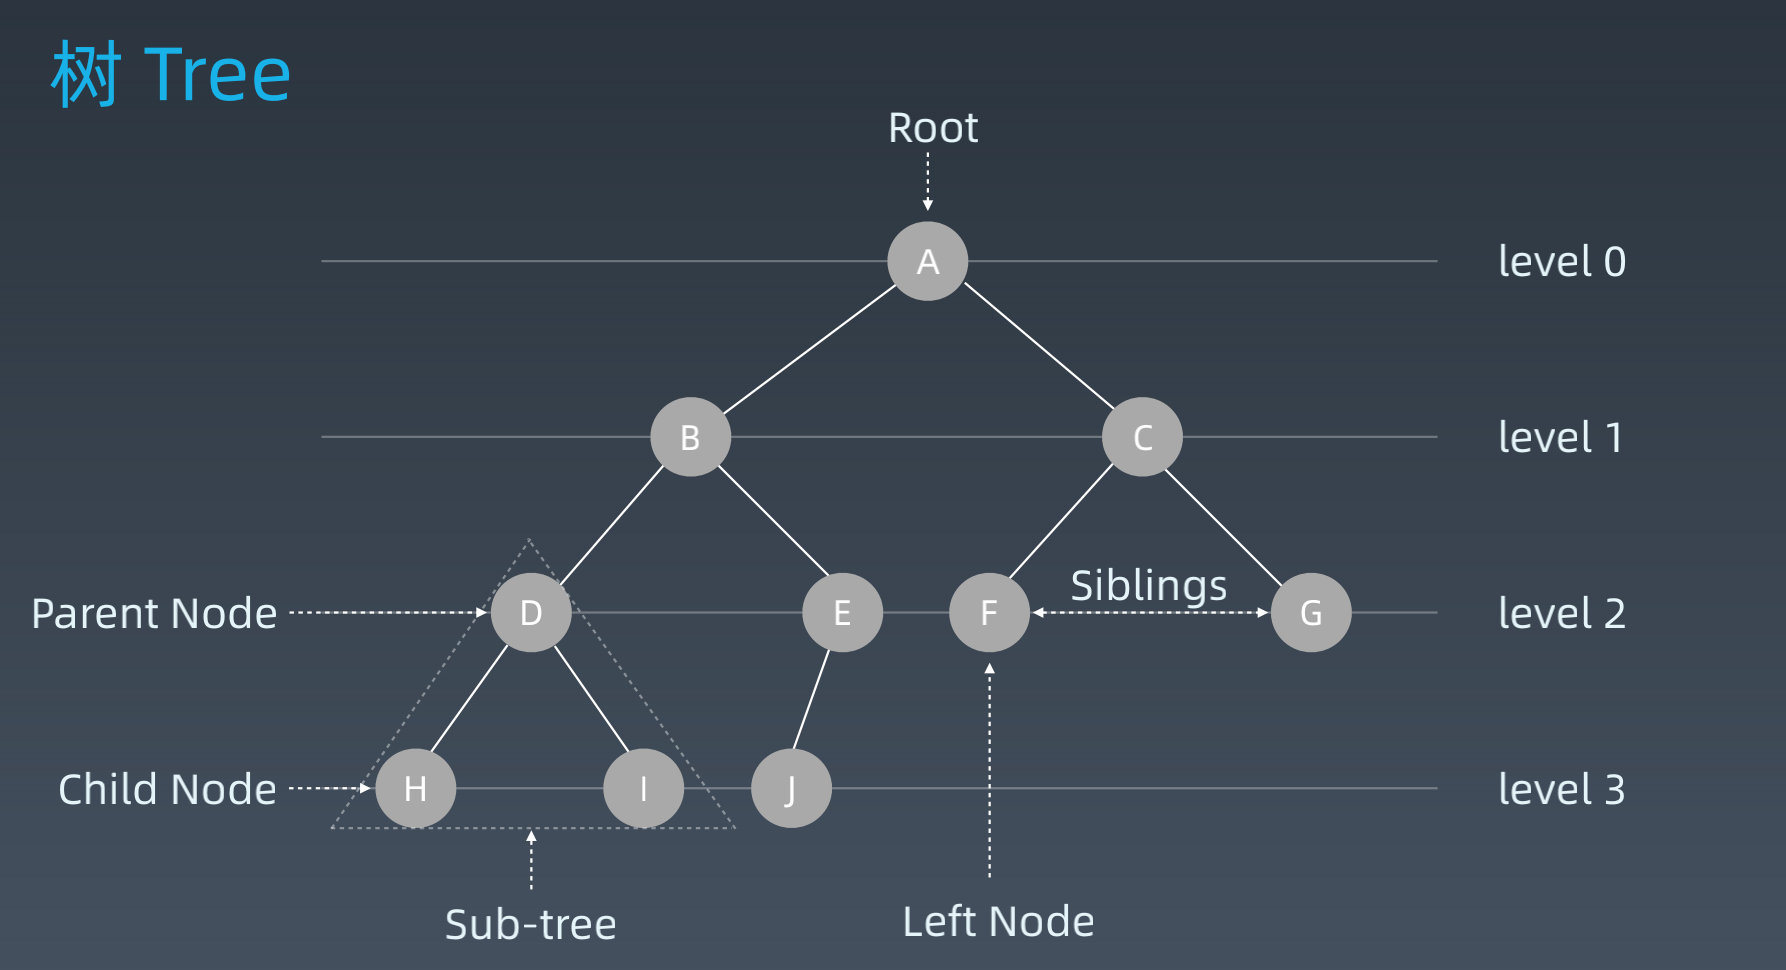 树 Tree
Root
A
level 0
B
C
level 1
Siblings
Parent Node
D
E
F
G
level 2
Child Node
H
I
J
level 3
Sub-tree
Left Node